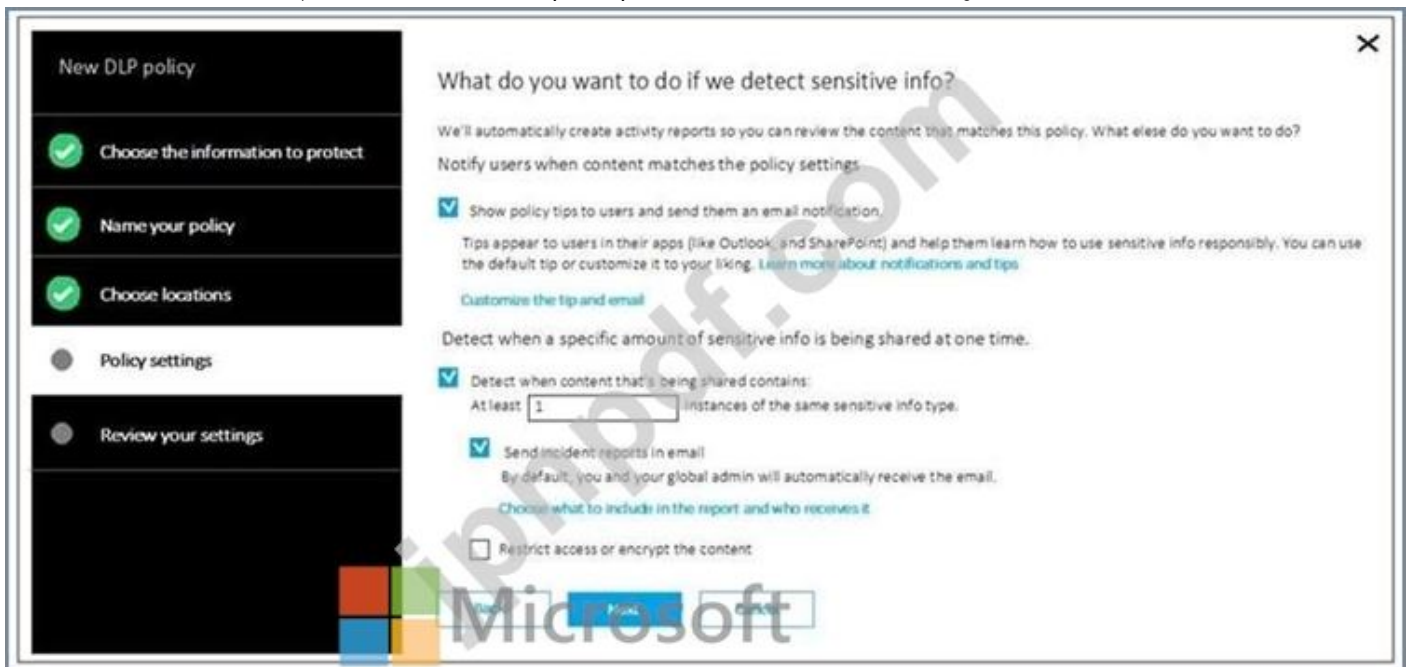 New DLP policy
Choose the information to protect
Name your policy
Choose locations
Policy settings
Review your settings
What do you want to do if we detect sensitive info?
We'll automatically create activity reports so you can review the content that matches this policy. What elese do you want to do?
Notify users when content matches the policy settings
Show policy tips to users and send them an email notification.
Tips appear to users in their apps (like Outlook, and SharePoint) and help them learn how to use sensitive info responsibly. You can use
the default tip or customize it to your liking. Learn more about notifications and tips
Customize the tip and email
Detect when a specific amount of sensitive info is being shared at one time.
Detect when content that's being shared contains:
At least 1 instances of the same sensitive info type.
Send incident reports in email
By default, you and your global admin will automatically receive the email.
Choose what to include in the report and who receives it
Restrict access or encrypt the content
Back Next Cancel
Microsoft
ipnpdf.com